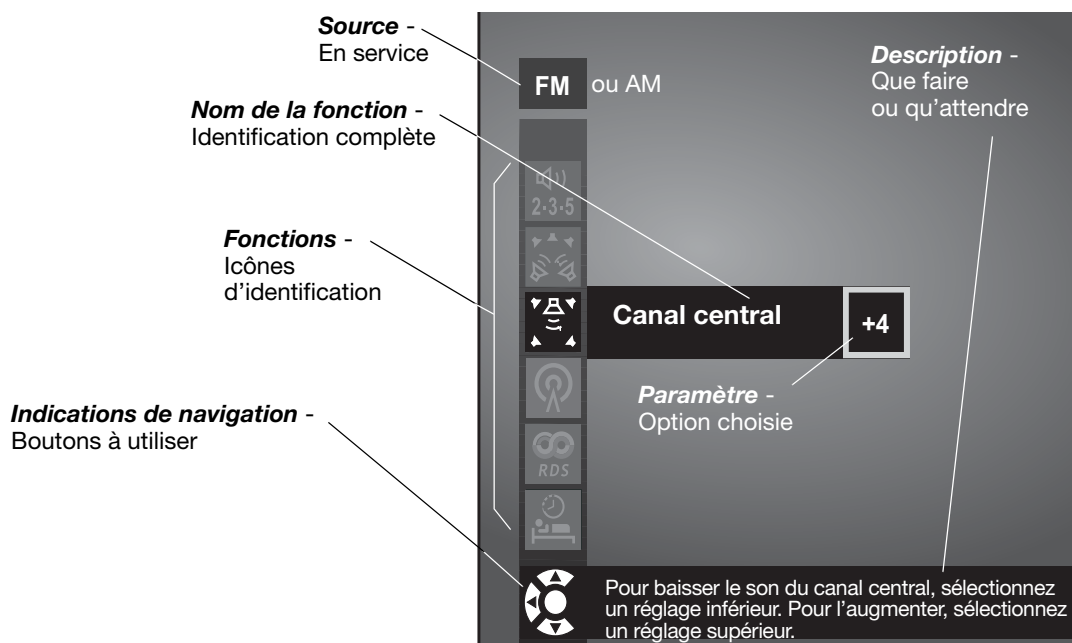 Source -
En service
FM
ou AM
Description -
Que faire
ou qu'attendre
Nom de la fonction -
Identification complète
2·3·5
Fonctions -
Icônes
d'identification
Canal central
+4
Paramètre -
Option choisie
Indications de navigation -
Boutons à utiliser
RDS
Pour baisser le son du canal central, sélectionnez
un réglage inférieur. Pour l'augmenter, sélectionnez
un réglage supérieur.